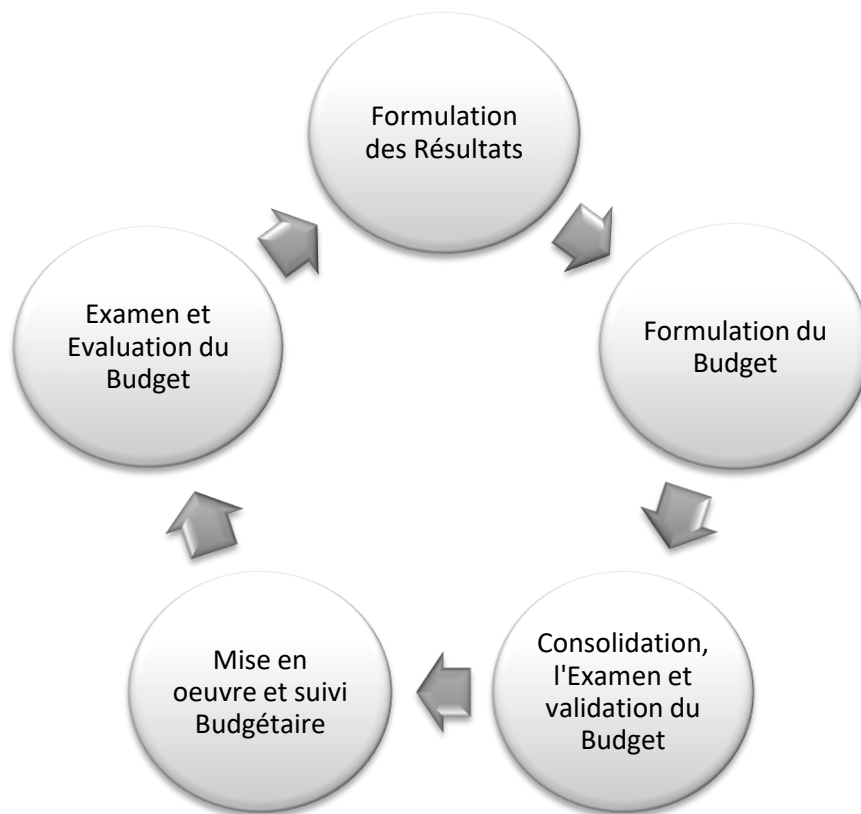 Formulation
des Résultats
Formulation du
Budget
Consolidation,
l'Examen et
validation du
Budget
Mise en
oeuvre et suivi
Budgétaire
Examen et
Evaluation du
Budget